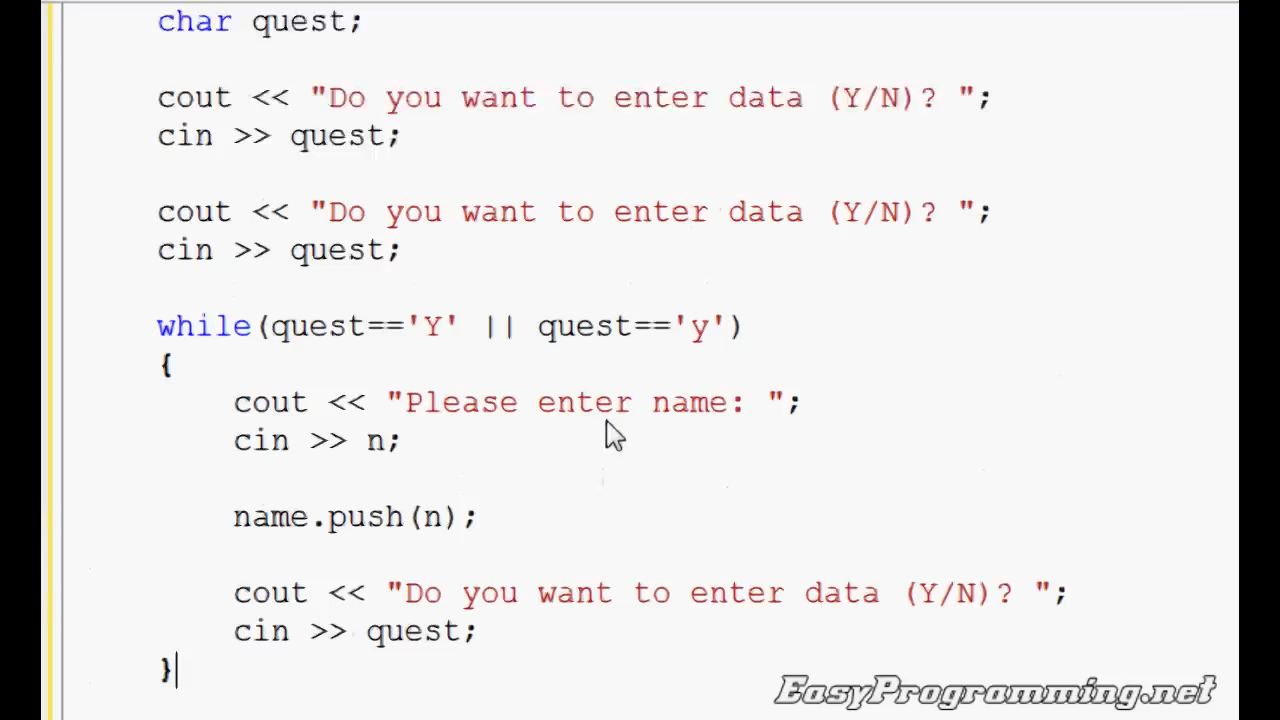 char quest;
cout << "Do you want to enter data (Y/N)? ";
cin >> quest;
cout << "Do you want to enter data (Y/N)? ";
cin >> quest;
while(quest=='Y' || quest=='y')
{
cout << "Please enter name: ";
cin >> n;
name.push(n);
cout << "Do you want to enter data (Y/N)? ";
cin >> quest;
}
EasyProgramming.net